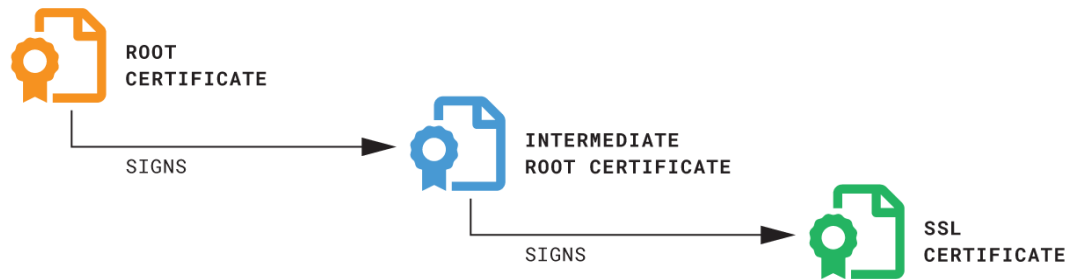 ROOT
CERTIFICATE
SIGNS
INTERMEDIATE
ROOT CERTIFICATE
SIGNS
SSL
CERTIFICATE